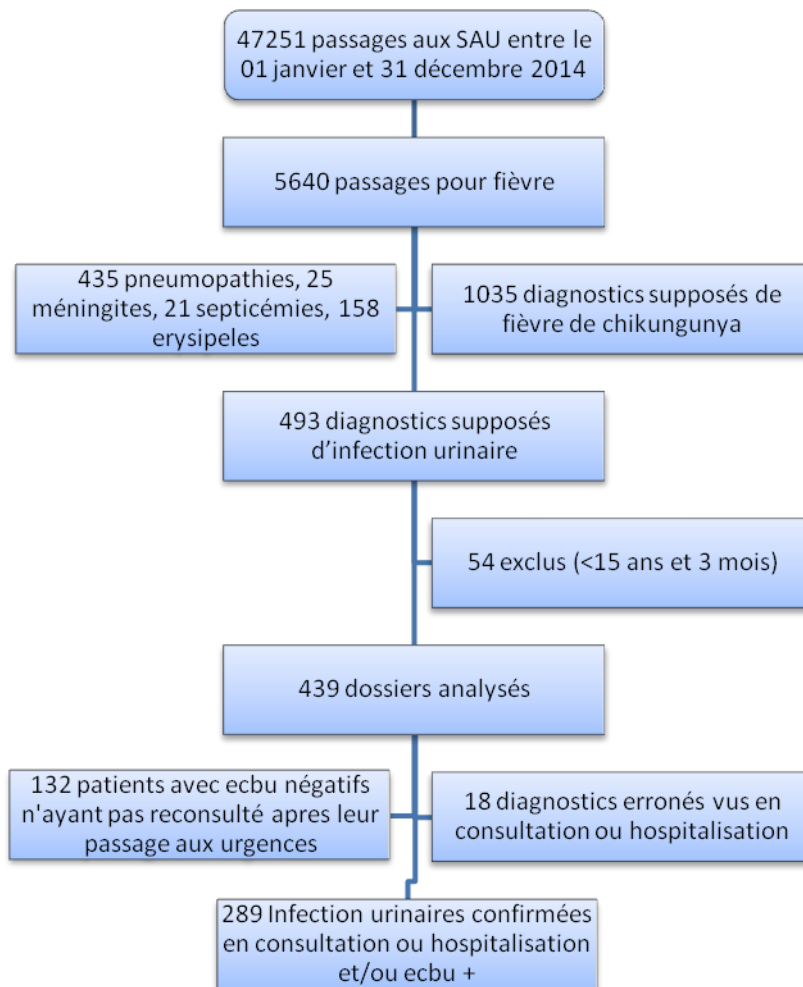 47251 passages aux SAU entre le
01 janvier et 31 décembre 2014
5640 passages pour fièvre
435 pneumopathies, 25
méningites, 21 septicémies, 158
erysipeles
1035 diagnostics supposés de
fièvre de chikungunya
493 diagnostics supposés
d’infection urinaire
54 exclus (<15 ans et 3 mois)
439 dossiers analysés
132 patients avec ecbu négatifs
n'ayant pas reconsulté apres leur
passage aux urgences
18 diagnostics erronés vus en
consultation ou hospitalisation
289 Infection urinaires confirmées
en consultation ou hospitalisation
et/ou ecbu +